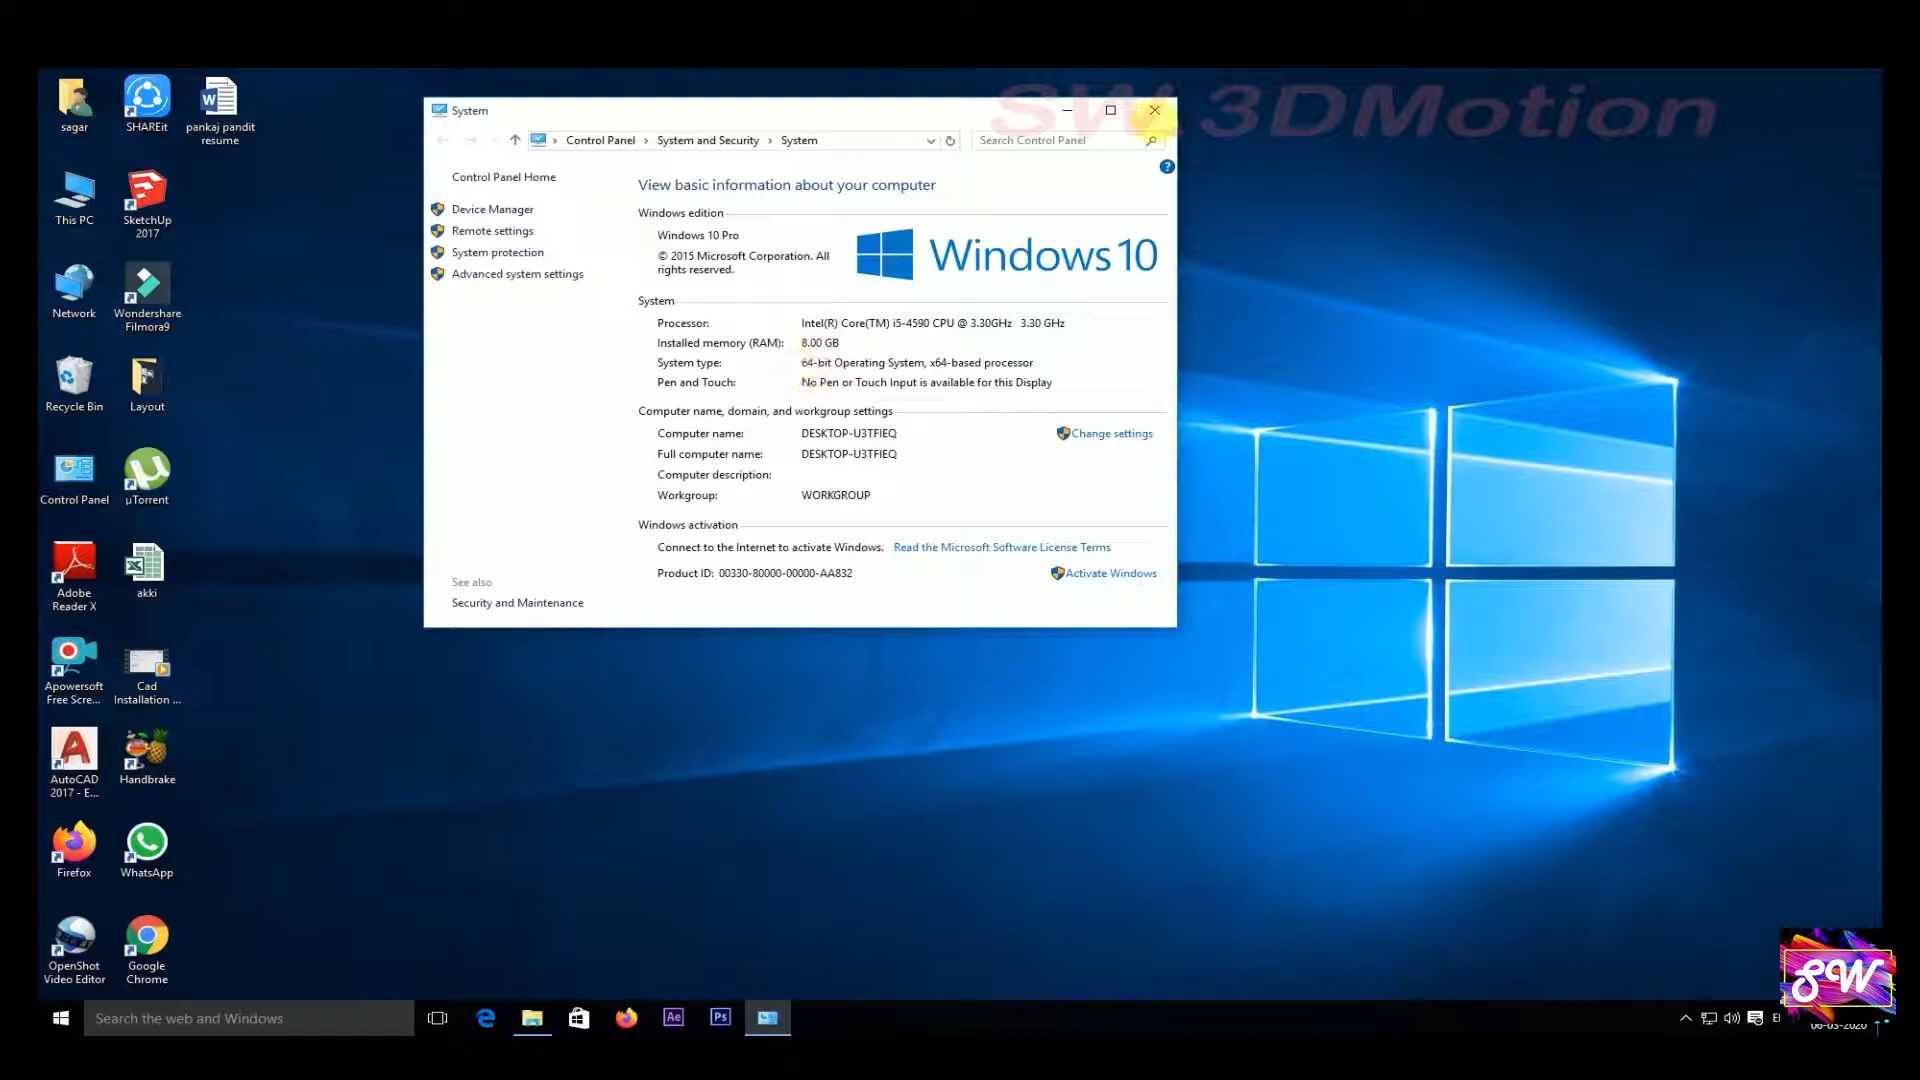 SW.3DMotion
sagar
SHAREit
pankaj pandit
resume
This PC
SketchUp
2017
Network
Wondershare
Filmora9
Recycle Bin
Layout
Control Panel
µTorrent
Adobe
Reader X
akki
Apowersoft
Free Scre...
Cad
Installation ...
AutoCAD
2017 - E...
Handbrake
Firefox
WhatsApp
OpenShot
Video Editor
Google
Chrome
System
Control Panel
System and Security
System
Search Control Panel
Control Panel Home
Device Manager
Remote settings
System protection
Advanced system settings
See also
Security and Maintenance
View basic information about your computer
Windows edition
Windows 10 Pro
© 2015 Microsoft Corporation. All
rights reserved.
Windows 10
System
Processor: Intel(R) Core(TM) i5-4590 CPU @ 3.30GHz 3.30 GHz
Installed memory (RAM): 8.00 GB
System type: 64-bit Operating System, x64-based processor
Pen and Touch: No Pen or Touch Input is available for this Display
Computer name, domain, and workgroup settings
Computer name: DESKTOP-U3TFIEQ
Change settings
Full computer name: DESKTOP-U3TFIEQ
Computer description:
Workgroup: WORKGROUP
Windows activation
Connect to the Internet to activate Windows. Read the Microsoft Software License Terms
Product ID: 00330-80000-00000-AA832
Activate Windows
SW
Search the web and Windows
Ae
Ps
06-03-2020